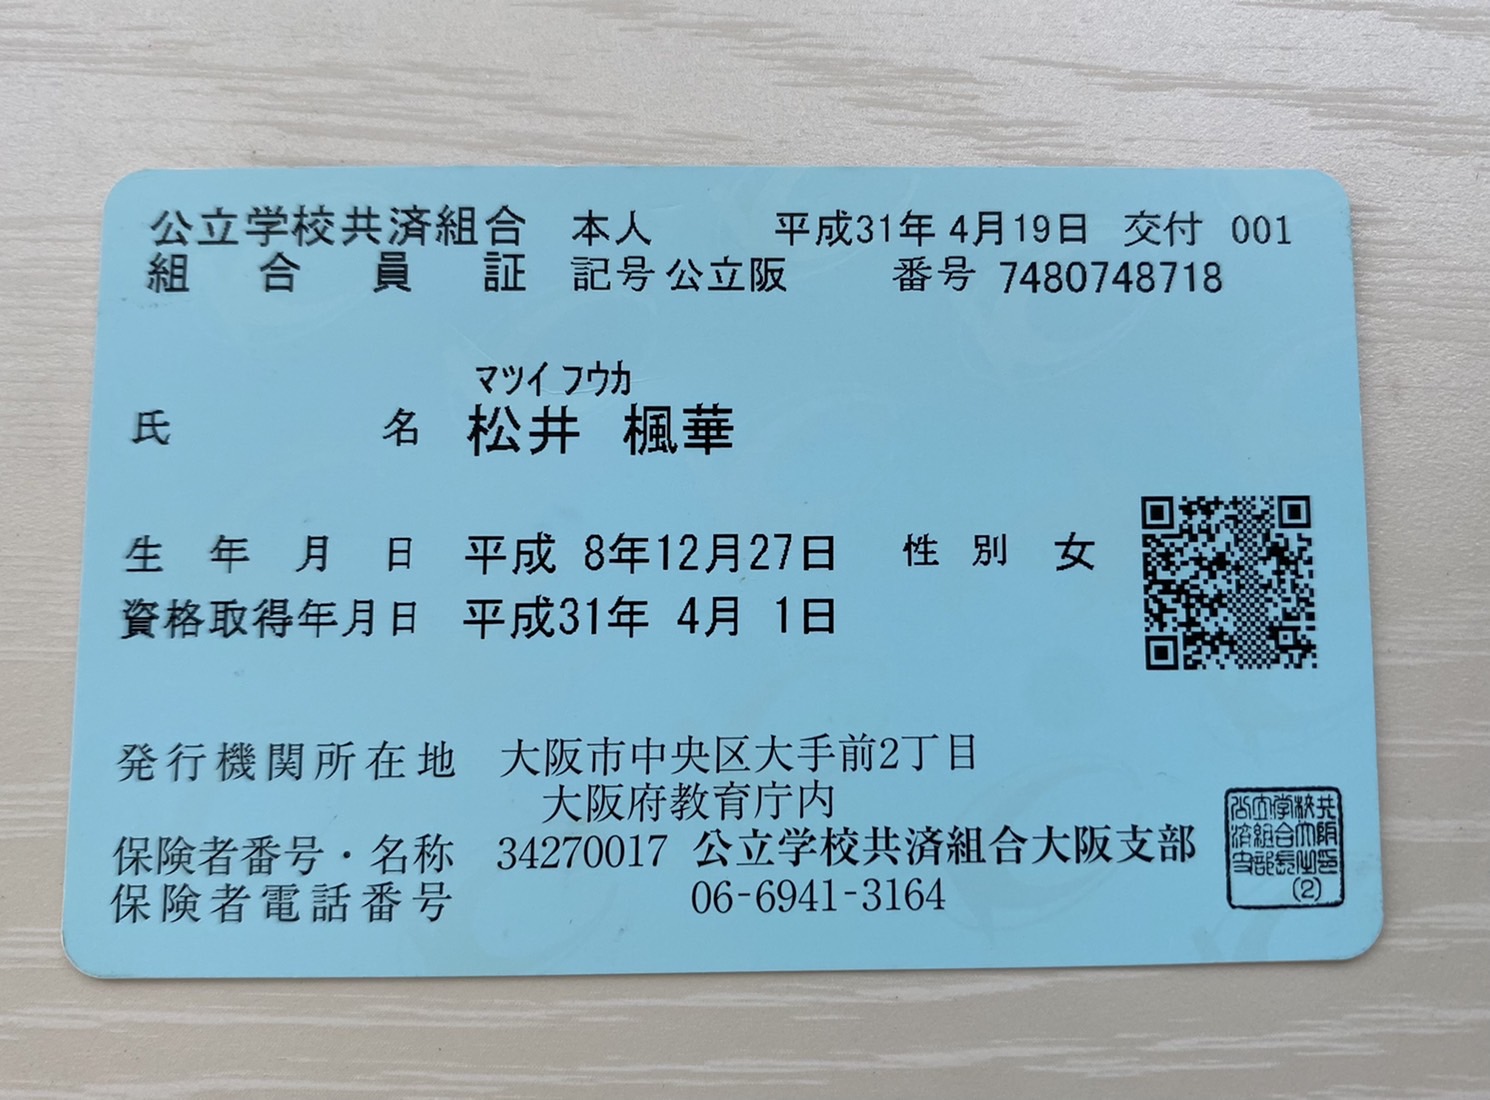 公立学校共済組合 本人 平成31年 4月19日 交付 001
組合員証 記号 公立阪 番号 7480748718
マツイ フウカ
氏名 松井 楓華
生年月日 平成 8年12月27日 性別 女
資格取得年月日 平成31年 4月 1日
発行機関所在地 大阪市中央区大手前2丁目
大阪府教育庁内
保険者番号・名称 34270017 公立学校共済組合大阪支部
保険者電話番号 06-6941-3164
(2)